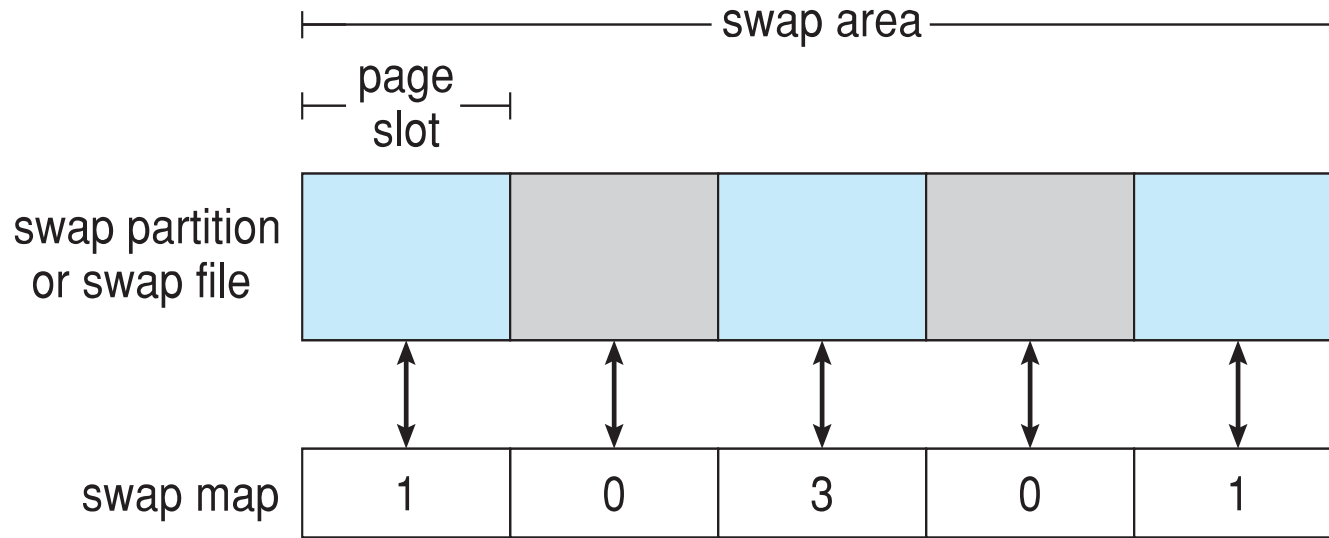 swap area
page
slot
swap partition
or swap file
swap map 1 0 3 0 1